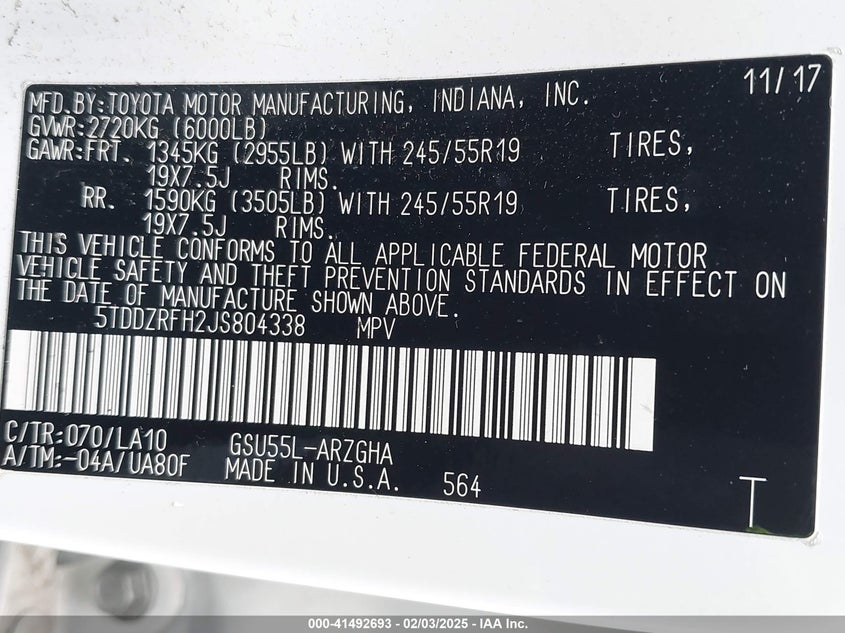 11/17
MFD.BY:TOYOTA MOTOR MANUFACTURING, INDIANA, INC.
GVWR:2720KG (6000LB)
GAWR:FRT. 1345KG (2955LB) WITH 245/55R19 TIRES,
19X7.5J RIMS.
RR. 1590KG (3505LB) WITH 245/55R19 TIRES,
19X7.5J RIMS.
THIS VEHICLE CONFORMS TO ALL APPLICABLE FEDERAL MOTOR
VEHICLE SAFETY AND THEFT PREVENTION STANDARDS IN EFFECT ON
THE DATE OF MANUFACTURE SHOWN ABOVE.
5TDDZRFH2JS804338 MPV
C/TR:070/LA10 GSU55L-ARZGHA
A/TM:-04A/UA80F MADE IN U.S.A. 564
T
000-41492693 - 02/03/2025 - IAA Inc.